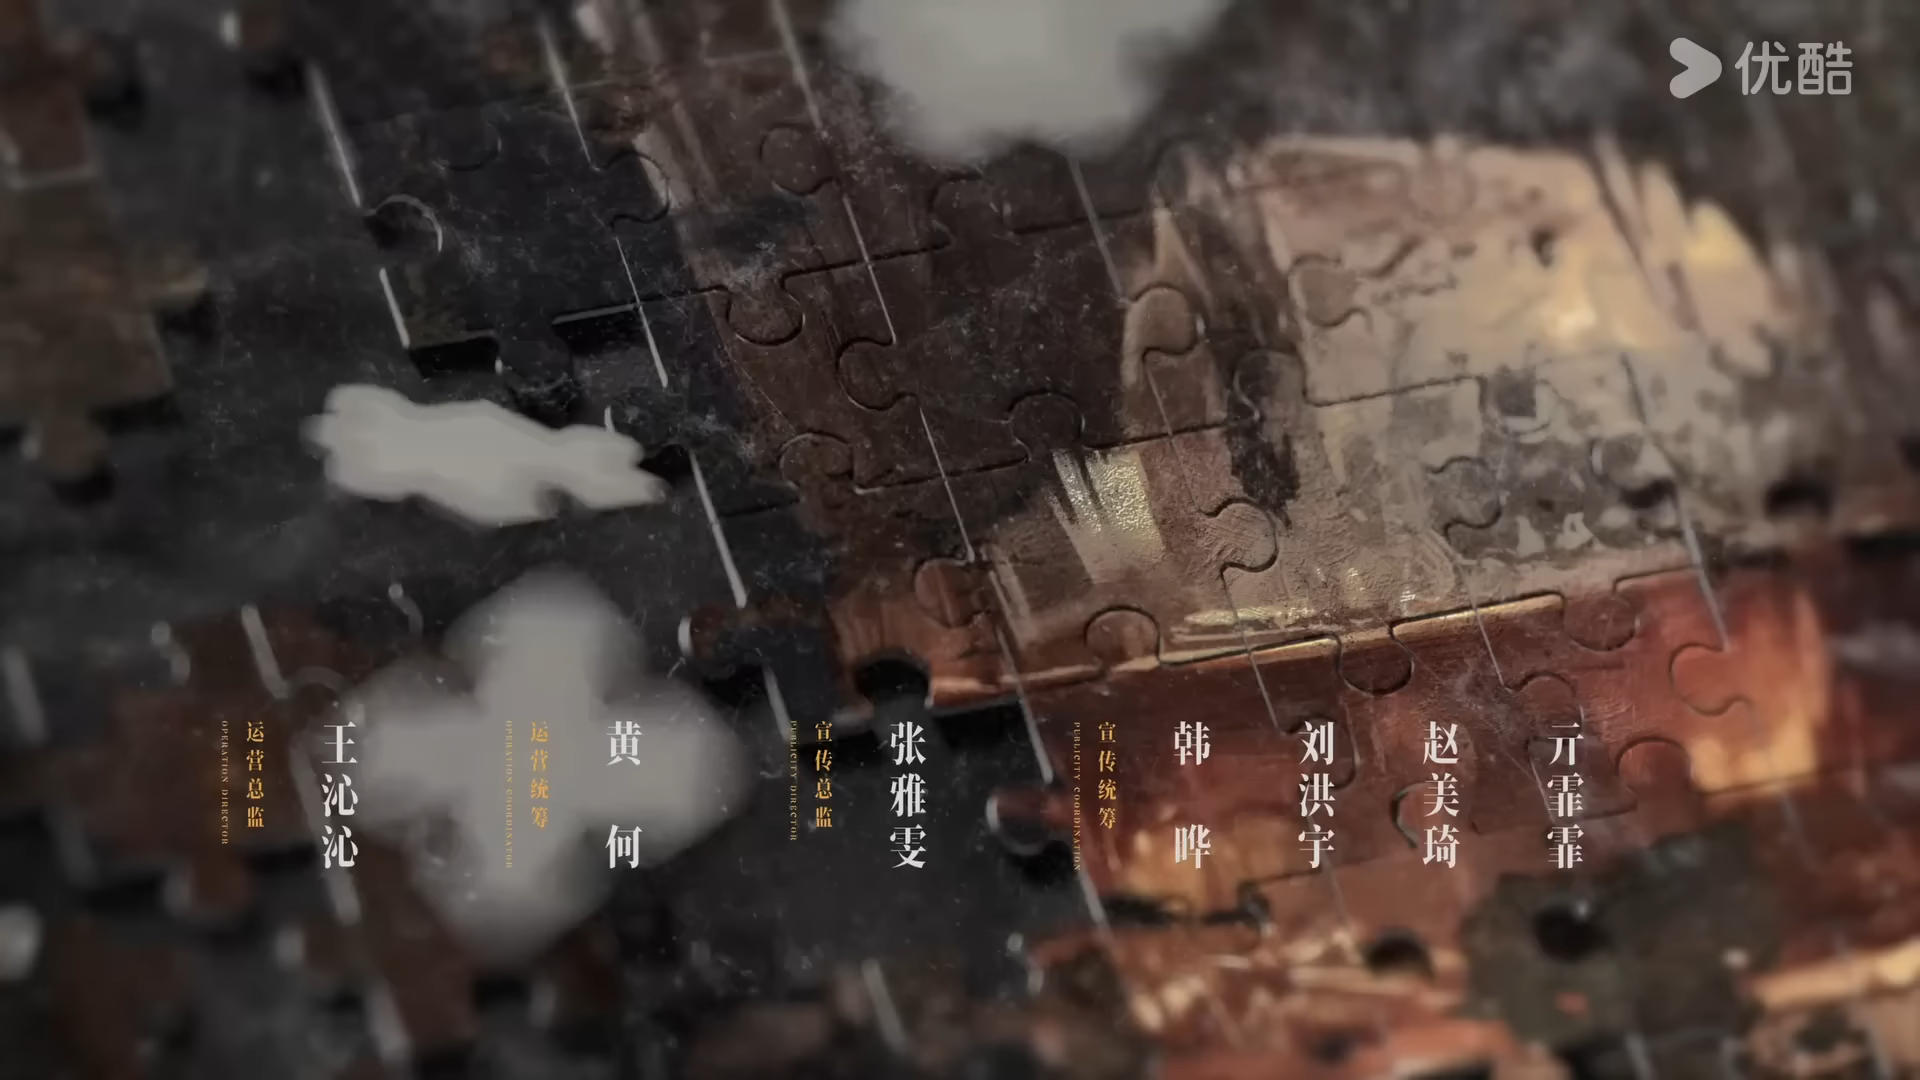 优酷
运营总监
OPERATION DIRECTOR
王沁沁
运营统筹
OPERATION COORDINATOR
黄何
宣传总监
PUBLICITY DIRECTOR
张雅雯
宣传统筹
PUBLICITY COORDINATION
韩晔
刘洪宇
赵美琦
亓霏霏